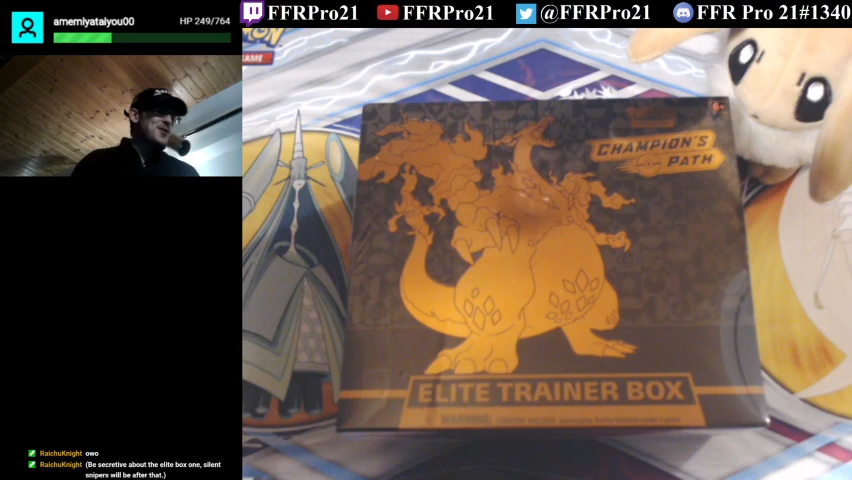 amemiyataiyou00
HP 249/764
FFRPro21
FFRPro21
@FFRPro21
FFR Pro 21#1340
GAME
CHAMPION'S
PATH
ELITE TRAINER BOX
WARNING
RaichuKnight owo
RaichuKnight (Be secretive about the elite box one, silent
snipers will be after that.)